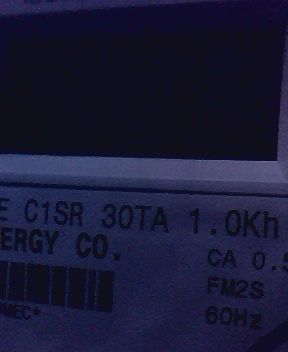 E C1SR 30TA 1.0Kh
ERGY CO.
CA 0.5
FM2S
60Hz